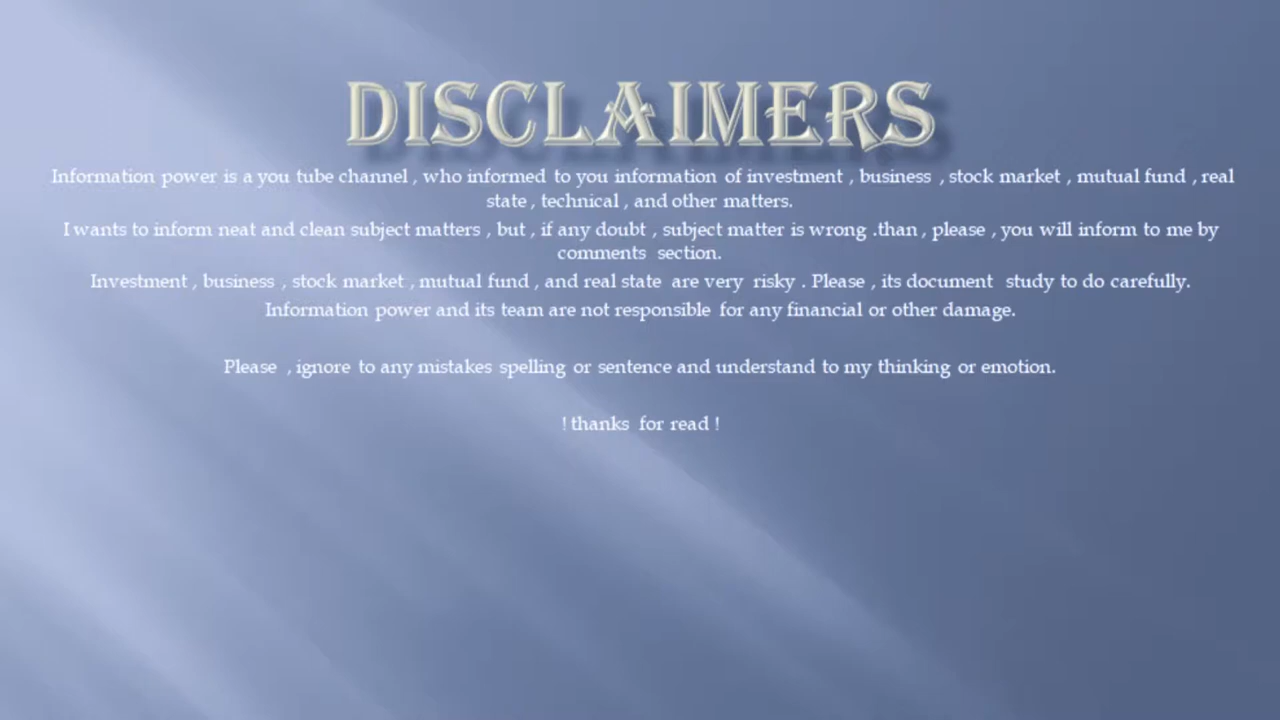 DISCLAIMERS
Information power is a you tube channel , who informed to you information of investment , business , stock market , mutual fund , real
state , technical , and other matters.
I wants to inform neat and clean subject matters , but , if any doubt , subject matter is wrong .than , please , you will inform to me by
comments section.
Investment , business , stock market , mutual fund , and real state are very risky . Please , its document study to do carefully.
Information power and its team are not responsible for any financial or other damage.
Please , ignore to any mistakes spelling or sentence and understand to my thinking or emotion.
! thanks for read !